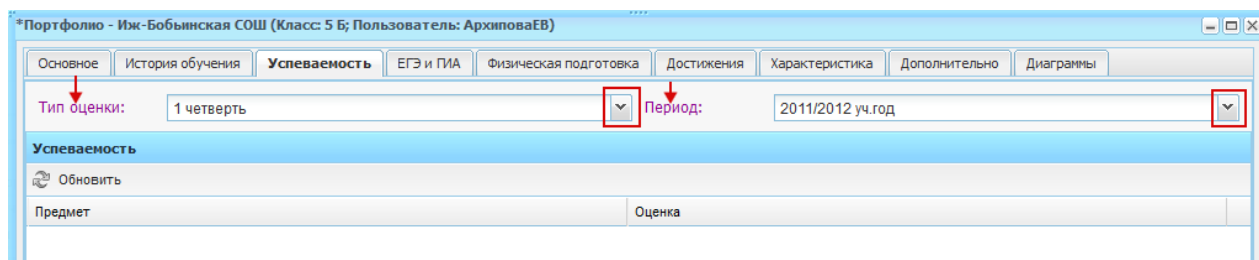 *Портфолио - Иж-Бобьинская СОШ (Класс: 5 Б; Пользователь: АрхиповаЕВ)
Основное История обучения Успеваемость ЕГЭ и ГИА Физическая подготовка Достижения Характеристика Дополнительно Диаграммы
Тип оценки: 1 четверть Период: 2011/2012 уч.год
Успеваемость
Обновить
Предмет Оценка